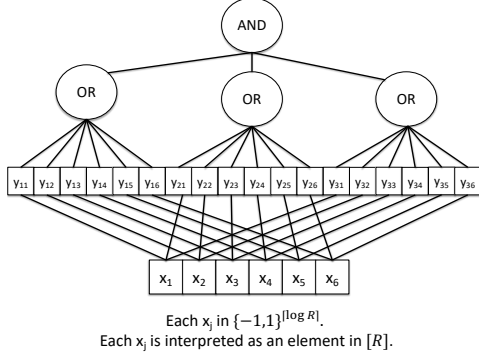 AND
OR OR OR
y11 y12 y13 y14 y15 y16 y21 y22 y23 y24 y25 y26 y31 y32 y33 y34 y35 y36
x1 x2 x3 x4 x5 x6
Each xj in {−1,1}⌈log R⌉.
Each xj is interpreted as an element in [R].